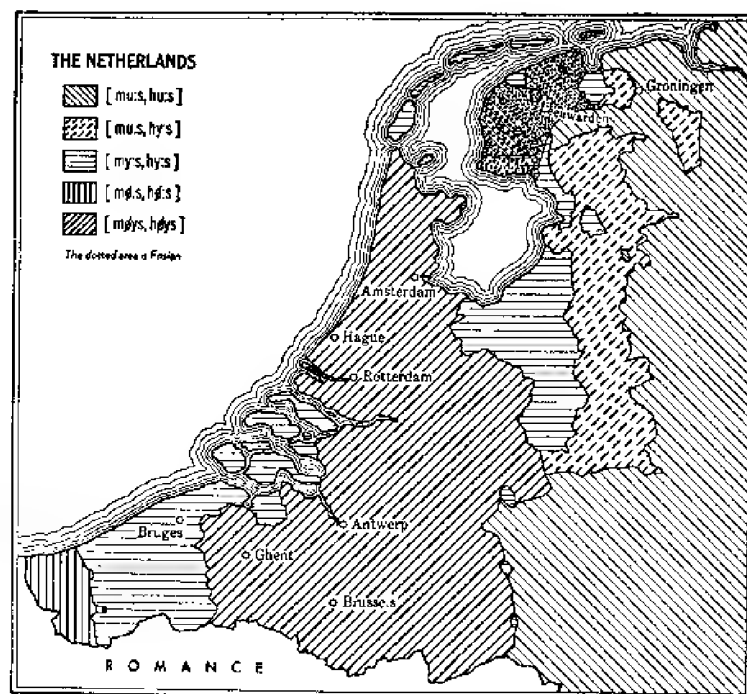 THE NETHERLANDS
[ mu:s, hu:s ]
[ mu:s, hy:s ]
[ my:s, hy:s ]
[ mø:s, hø:s ]
[ møys, høys ]
The dotted area is Frisian
Groningen
Amsterdam
Hague
Rotterdam
Bruges
Antwerp
Ghent
Brussels
ROMANCE